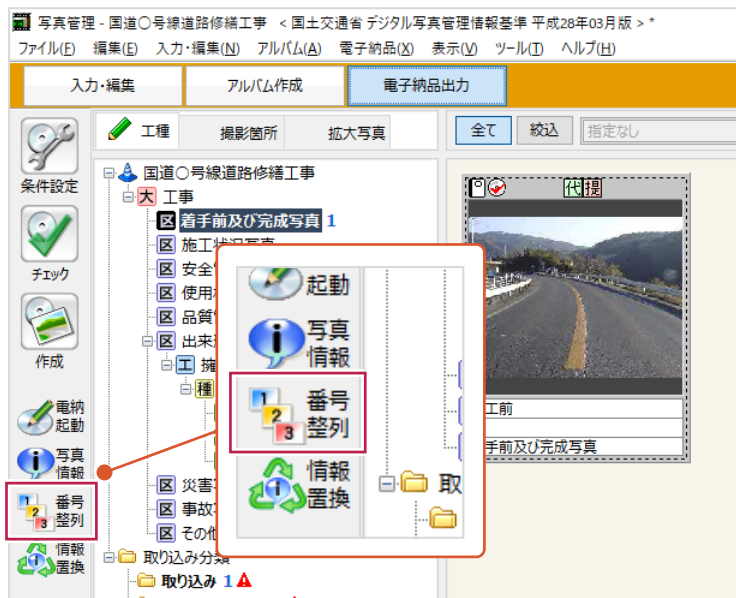 写真管理 - 国道○号線道路修繕工事 < 国土交通省 デジタル写真管理情報基準 平成28年03月版 > *
ファイル(F) 編集(E) 入力・編集(N) アルバム(A) 電子納品(X) 表示(V) ツール(T) ヘルプ(H)
入力・編集 アルバム作成 電子納品出力
条件設定
チェック
作成
電納
起動
写真
情報
番号
整列
情報
置換
工種 撮影箇所 拡大写真
全て 絞込 指定なし
国道○号線道路修繕工事
大 工事
区 着手前及び完成写真 1
区 施工状況写真
区 安全
区 使用
区 品質
区 出来
工 擁
種
区 災害
区 事故
区 その他
取り込み分類
取り込み 1
起動
写真
情報
番号
整列
情報
置換
取
1
2
3
代 提
工前
手前及び完成写真